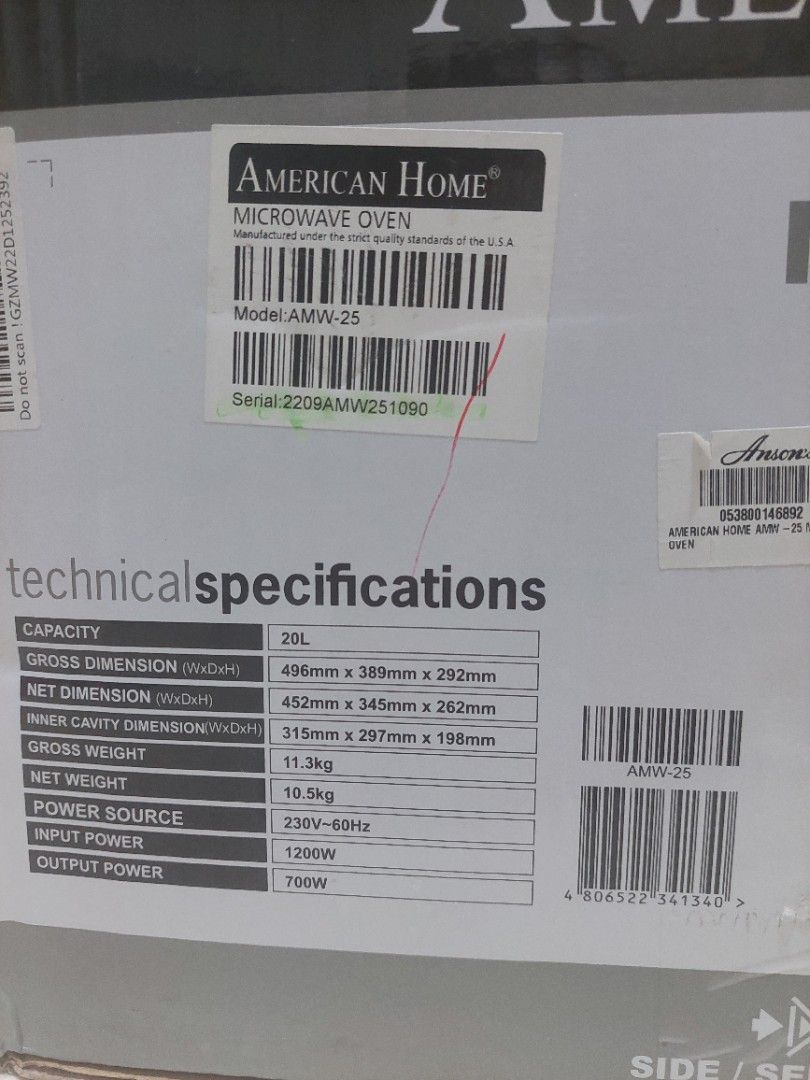 AMERICAN HOME®
MICROWAVE OVEN
Manufactured under the strict quality standards of the U.S.A
Model:AMW-25
Serial:2209AMW251090
Do not scan !GZMW22D1252392
053800146892
AMERICAN HOME AMW -25
OVEN
technicalspecifications
CAPACITY 20L
GROSS DIMENSION (WxDxH) 496mm x 389mm x 292mm
NET DIMENSION (WxDxH) 452mm x 345mm x 262mm
INNER CAVITY DIMENSION(WxDxH) 315mm x 297mm x 198mm
GROSS WEIGHT 11.3kg
NET WEIGHT 10.5kg
POWER SOURCE 230V~60Hz
INPUT POWER 1200W
OUTPUT POWER 700W
AMW-25
4 806522 341340 >
SIDE /